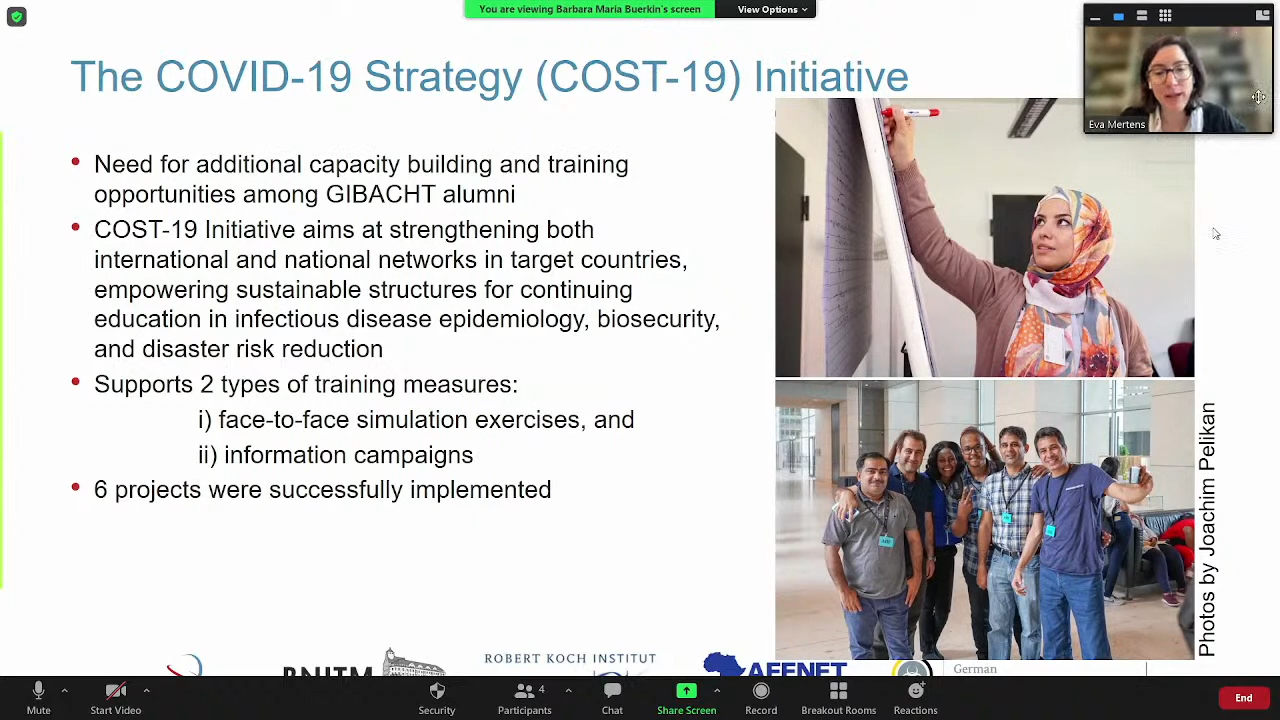 You are viewing Barbara Maria Buerkin's screen
View Options
The COVID-19 Strategy (COST-19) Initiative
Eva Mertens
• Need for additional capacity building and training
opportunities among GIBACHT alumni
• COST-19 Initiative aims at strengthening both
international and national networks in target countries,
empowering sustainable structures for continuing
education in infectious disease epidemiology, biosecurity,
and disaster risk reduction
• Supports 2 types of training measures:
i) face-to-face simulation exercises, and
ii) information campaigns
• 6 projects were successfully implemented
Photos by Joachim Pelikan
BNITM
ROBERT KOCH INSTITUT
AFENET
German
Mute
Start Video
Security
Participants
4
Chat
Share Screen
Record
Breakout Rooms
Reactions
End